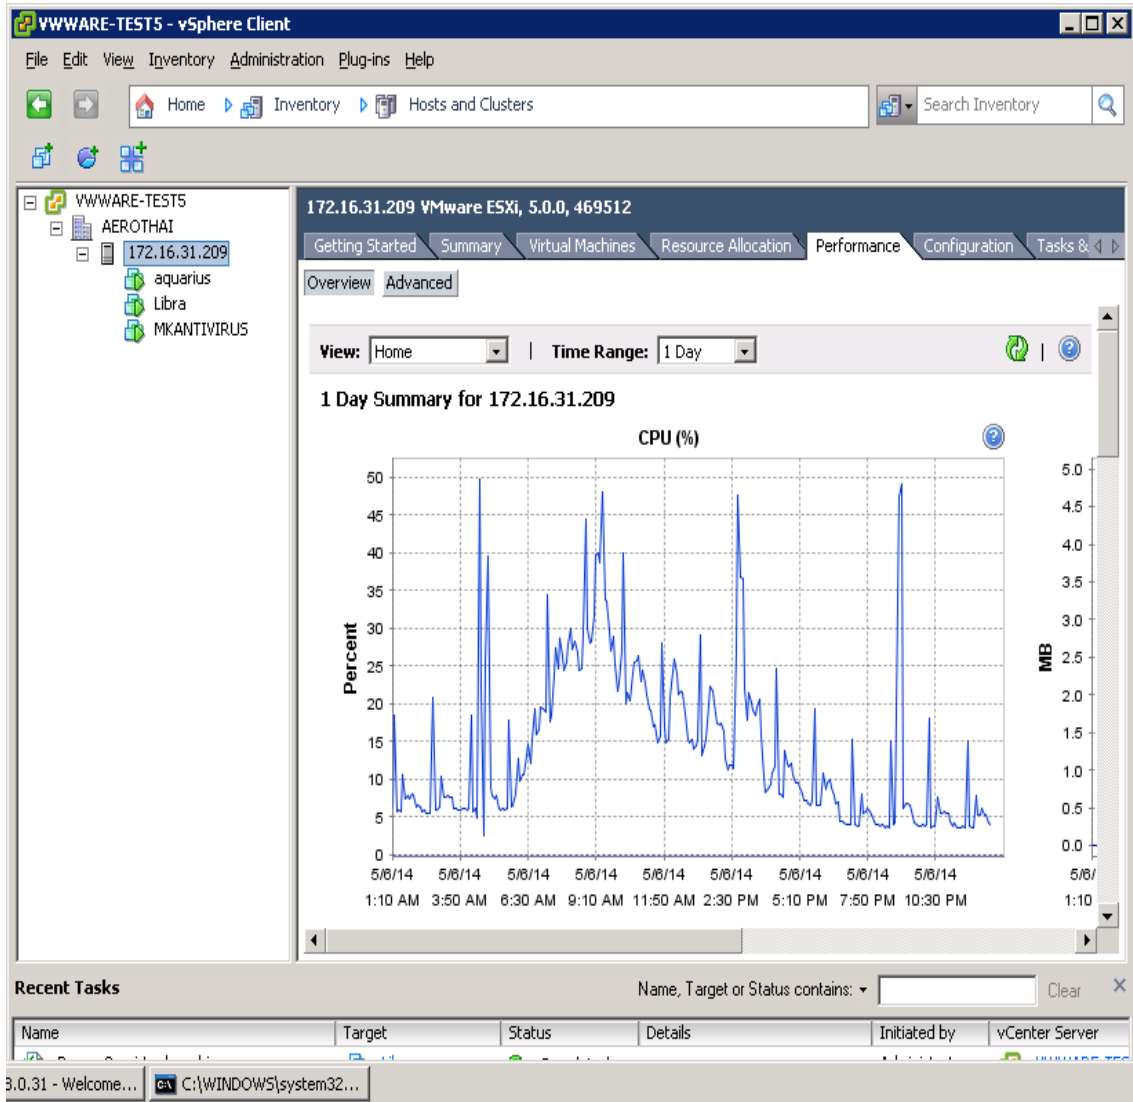 VWWARE-TEST5 - vSphere Client
File Edit View Inventory Administration Plug-ins Help
Home Inventory Hosts and Clusters Search Inventory
VWWARE-TEST5
AEROTHAI
172.16.31.209
aquarius
Libra
MKANTIVIRUS
172.16.31.209 VMware ESXi, 5.0.0, 469512
Getting Started Summary Virtual Machines Resource Allocation Performance Configuration Tasks &
Overview Advanced
View: Home | Time Range: 1 Day |
1 Day Summary for 172.16.31.209
CPU (%)
Percent
50
45
40
35
30
25
20
15
10
5
0
5/6/14 5/6/14 5/6/14 5/6/14 5/6/14 5/6/14 5/6/14 5/6/14 5/6/14
1:10 AM 3:50 AM 6:30 AM 9:10 AM 11:50 AM 2:30 PM 5:10 PM 7:50 PM 10:30 PM
MB
5.0
4.5
4.0
3.5
3.0
2.5
2.0
1.5
1.0
0.5
0.0
5/6/
1:10
Recent Tasks Name, Target or Status contains: Clear
Name Target Status Details Initiated by vCenter Server
3.0.31 - Welcome... C:\WINDOWS\system32...